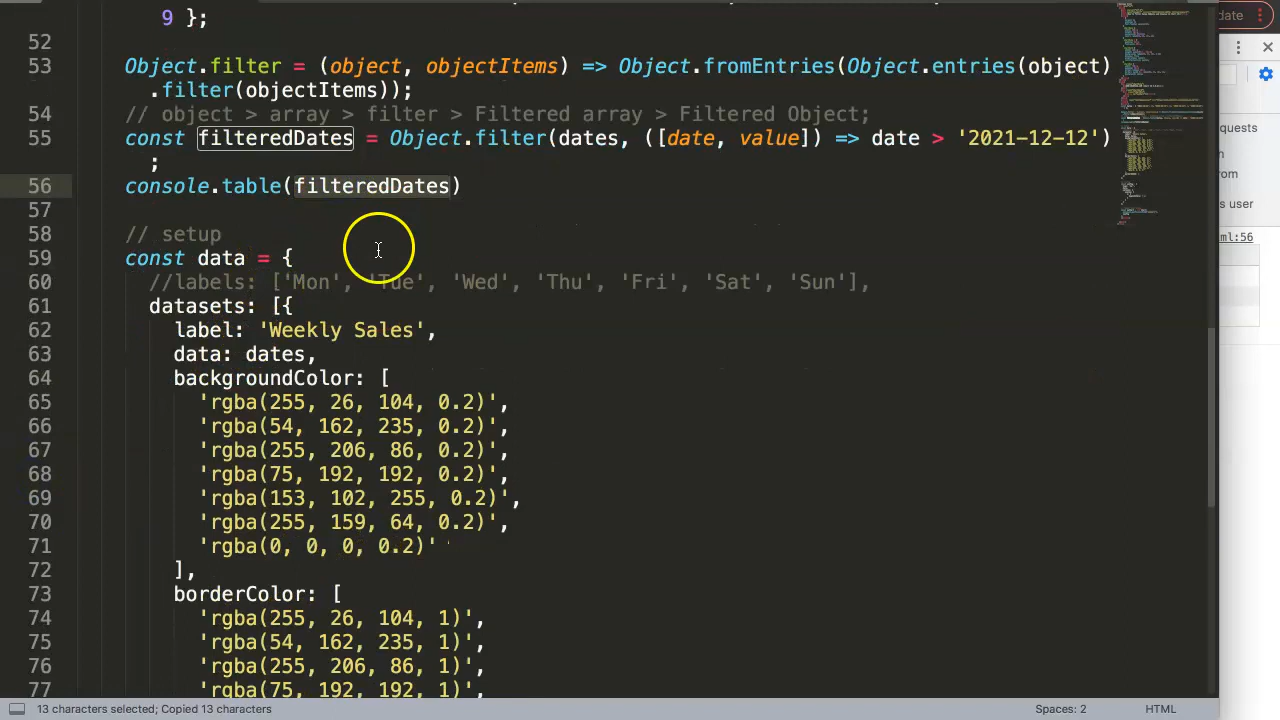 9 };
date
52
53 Object.filter = (object, objectItems) => Object.fromEntries(Object.entries(object)
.filter(objectItems));
54 // object > array > filter > Filtered array > Filtered Object;
55 const filteredDates = Object.filter(dates, ([date, value]) => date > '2021-12-12')
;
56 console.table(filteredDates)
57
58 // setup
59 const data = {
60 //labels: ['Mon', 'Tue', 'Wed', 'Thu', 'Fri', 'Sat', 'Sun'],
61 datasets: [{
62 label: 'Weekly Sales',
63 data: dates,
64 backgroundColor: [
65 'rgba(255, 26, 104, 0.2)',
66 'rgba(54, 162, 235, 0.2)',
67 'rgba(255, 206, 86, 0.2)',
68 'rgba(75, 192, 192, 0.2)',
69 'rgba(153, 102, 255, 0.2)',
70 'rgba(255, 159, 64, 0.2)',
71 'rgba(0, 0, 0, 0.2)'
72 ],
73 borderColor: [
74 'rgba(255, 26, 104, 1)',
75 'rgba(54, 162, 235, 1)',
76 'rgba(255, 206, 86, 1)',
77 'rgba(75, 192, 192, 1)',
quests
rom
s user
ml:56
13 characters selected; Copied 13 characters
Spaces: 2
HTML